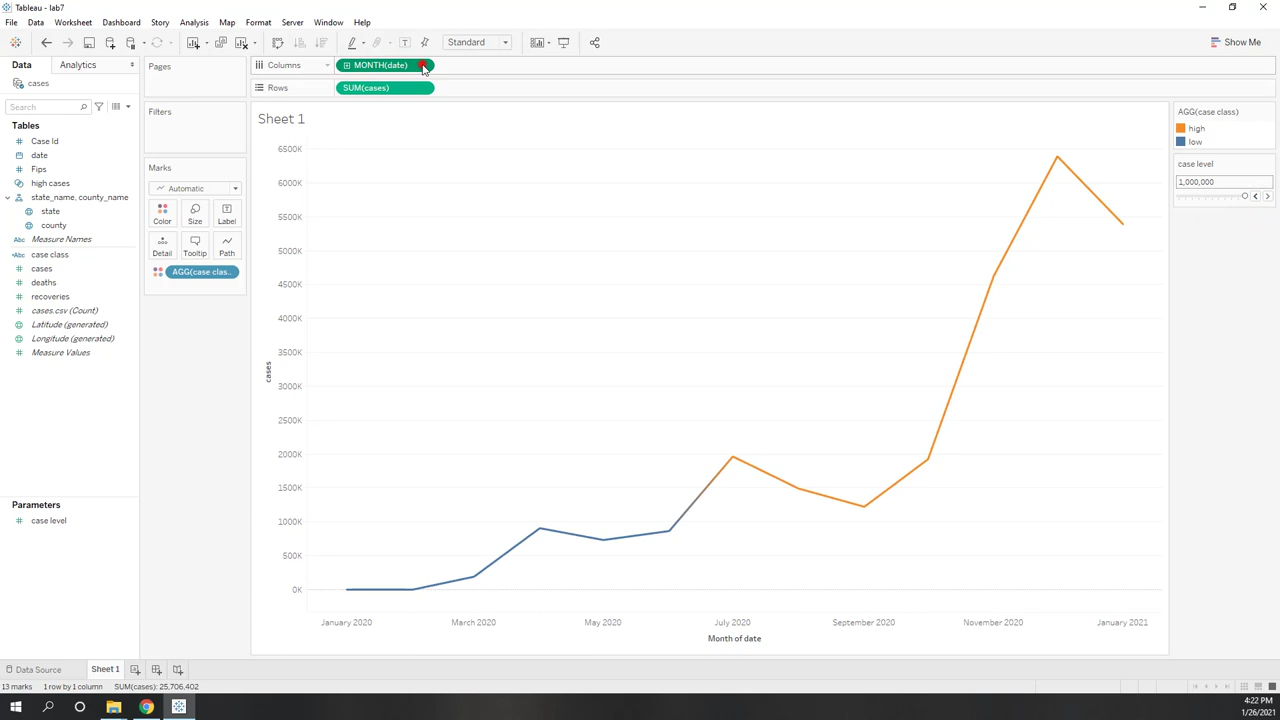 Tableau - lab7
File Data Worksheet Dashboard Story Analysis Map Format Server Window Help
Standard
Show Me
Data Analytics
cases
Search
Tables
Case Id
date
Fips
high cases
state_name, county_name
state
county
Abc Measure Names
Abc case class
cases
deaths
recoveries
cases.csv (Count)
Latitude (generated)
Longitude (generated)
Measure Values
Parameters
case level
Pages
Filters
Marks
Automatic
Color Size Label
Detail Tooltip Path
AGG(case clas..
Columns MONTH(date)
Rows SUM(cases)
Sheet 1
6500K
6000K
5500K
5000K
4500K
4000K
3500K
3000K
2500K
2000K
1500K
1000K
500K
0K
cases
January 2020 March 2020 May 2020 July 2020 September 2020 November 2020 January 2021
Month of date
AGG(case class)
high
low
case level
1,000,000
Data Source Sheet 1
13 marks 1 row by 1 column SUM(cases): 25,706,402
4:22 PM
1/26/2021